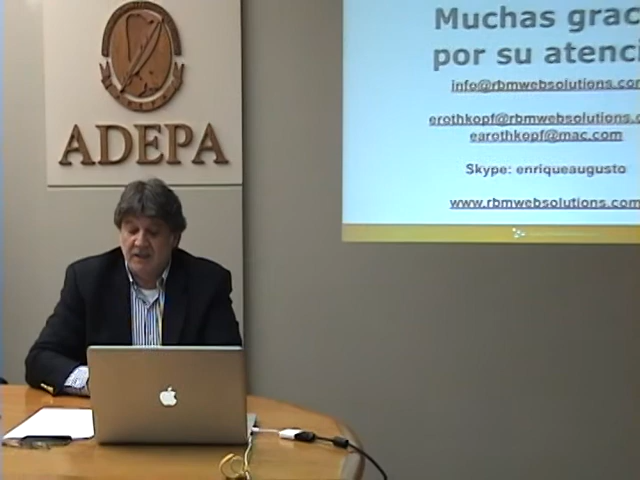 ADEPA
Muchas grac
por su atenci
info@rbmwebsolutions.com
erothkopf@rbmwebsolutions.c
earothkopf@mac.com
Skype: enriqueaugusto
www.rbmwebsolutions.com